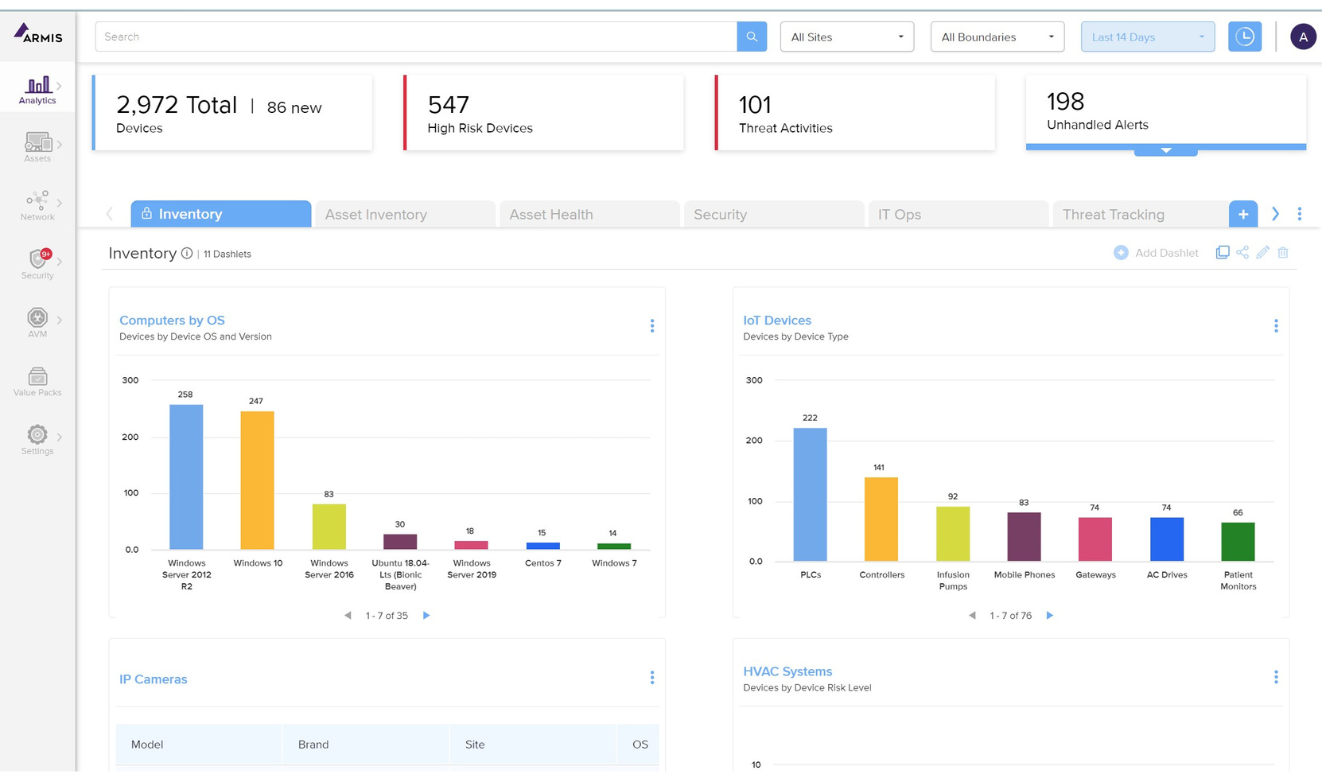 ARMIS
Search
All Sites
All Boundaries
Last 14 Days
A
Analytics
Assets
Network
9+
Security
AVM
Value Packs
Settings
2,972 Total | 86 new
Devices
547
High Risk Devices
101
Threat Activities
198
Unhandled Alerts
Inventory
Asset Inventory
Asset Health
Security
IT Ops
Threat Tracking
+
Inventory | 11 Dashlets
Add Dashlet
Computers by OS
Devices by Device OS and Version
300
200
100
0.0
258
247
83
30
18
15
14
Windows
Server 2012
R2
Windows 10
Windows
Server 2016
Ubuntu 18.04-
Lts (Bionic
Beaver)
Windows
Server 2019
Centos 7
Windows 7
1 - 7 of 35
IoT Devices
Devices by Device Type
300
200
100
0.0
222
141
92
83
74
74
66
PLCs
Controllers
Infusion
Pumps
Mobile Phones
Gateways
AC Drives
Patient
Monitors
1 - 7 of 76
IP Cameras
Model
Brand
Site
OS
HVAC Systems
Devices by Device Risk Level
10